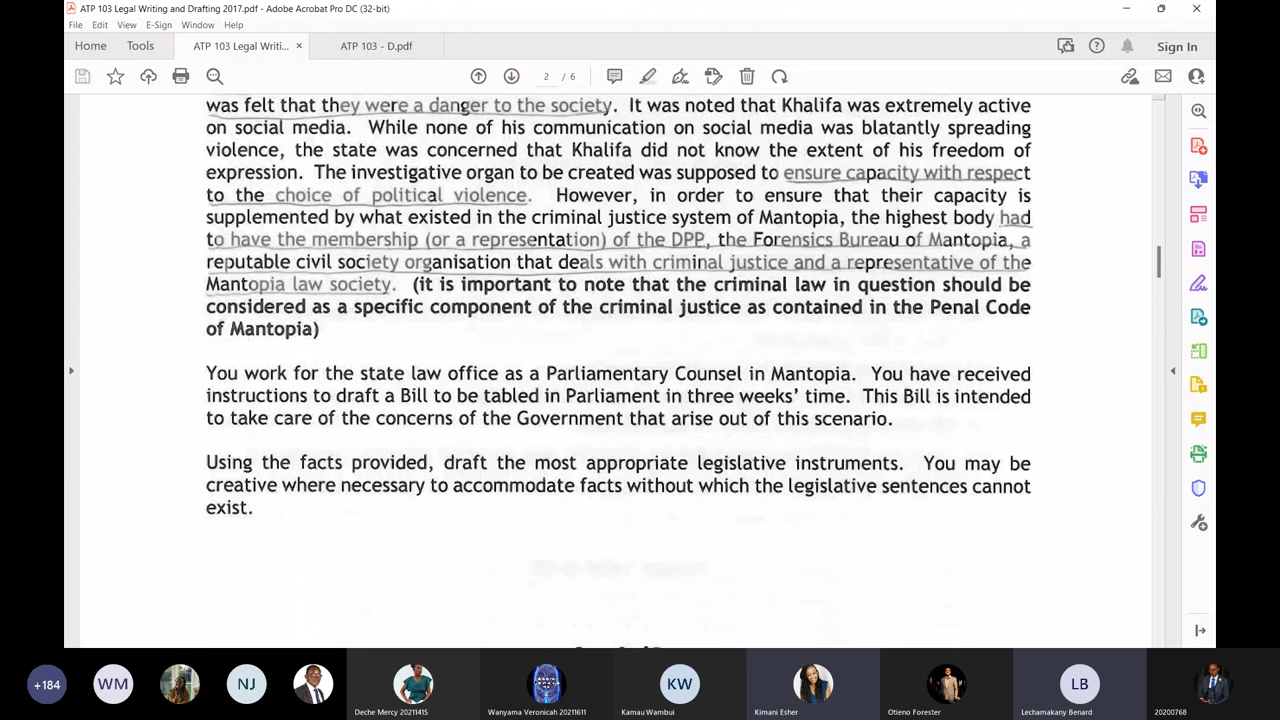 ATP 103 Legal Writing and Drafting 2017.pdf - Adobe Acrobat Pro DC (32-bit)
File Edit View E-Sign Window Help
Home Tools ATP 103 Legal Writi... × ATP 103 - D.pdf Sign In
2 / 6
was felt that they were a danger to the society. It was noted that Khalifa was extremely active
on social media. While none of his communication on social media was blatantly spreading
violence, the state was concerned that Khalifa did not know the extent of his freedom of
expression. The investigative organ to be created was supposed to ensure capacity with respect
to the choice of political violence. However, in order to ensure that their capacity is
supplemented by what existed in the criminal justice system of Mantopia, the highest body had
to have the membership (or a representation) of the DPP, the Forensics Bureau of Mantopia, a
reputable civil society organisation that deals with criminal justice and a representative of the
Mantopia law society. (it is important to note that the criminal law in question should be
considered as a specific component of the criminal justice as contained in the Penal Code
of Mantopia)
You work for the state law office as a Parliamentary Counsel in Mantopia. You have received
instructions to draft a Bill to be tabled in Parliament in three weeks’ time. This Bill is intended
to take care of the concerns of the Government that arise out of this scenario.
Using the facts provided, draft the most appropriate legislative instruments. You may be
creative where necessary to accommodate facts without which the legislative sentences cannot
exist.
+184 WM NJ KW LB
Deche Mercy 20211415 Wanyama Veronicah 20211611 Kamau Wambui Kimani Esher Otieno Forester Lechamakany Benard 20200768